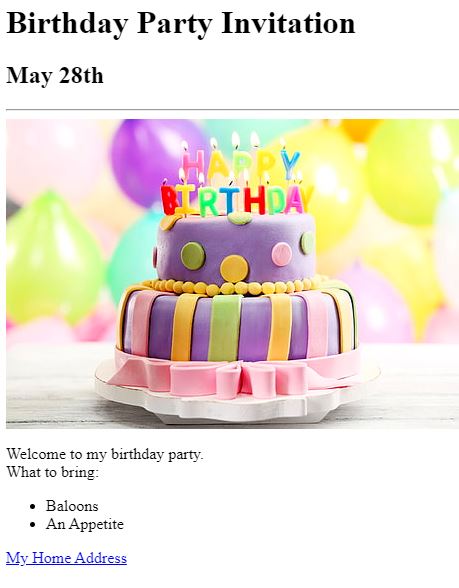 Birthday Party Invitation
May 28th
HAPPY
BIRTHDAY
Welcome to my birthday party.
What to bring:
Baloons
An Appetite
My Home Address